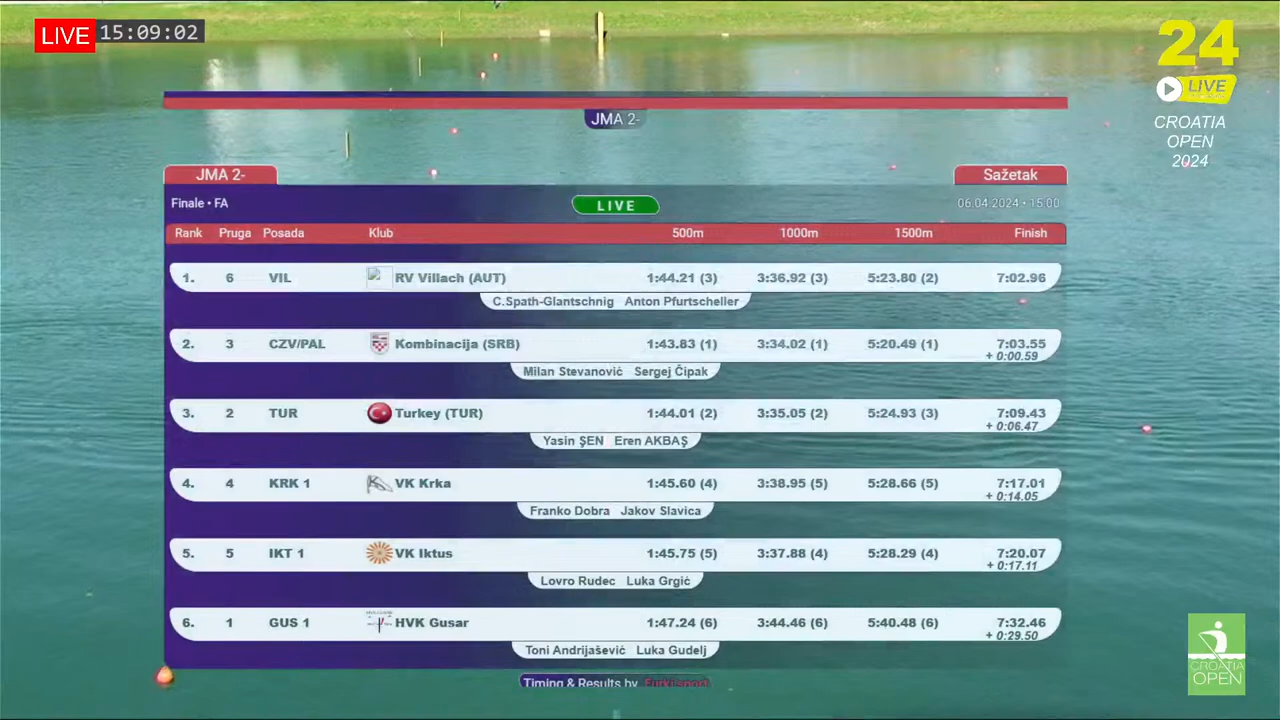 LIVE 15:09:02
24
LIVE
CROATIA
OPEN
2024
JMA 2-
JMA 2-
Sažetak
Finale • FA
LIVE
06.04.2024 • 15:00
Rank Pruga Posada Klub 500m 1000m 1500m Finish
1. 6 VIL RV Villach (AUT) 1:44.21 (3) 3:36.92 (3) 5:23.80 (2) 7:02.96
C.Spath-Glantschnig Anton Pfurtscheller
2. 3 CZV/PAL Kombinacija (SRB) 1:43.83 (1) 3:34.02 (1) 5:20.49 (1) 7:03.55
+ 0:00.59
Milan Stevanović Sergej Čipak
3. 2 TUR Turkey (TUR) 1:44.01 (2) 3:35.05 (2) 5:24.93 (3) 7:09.43
+ 0:06.47
Yasin ŞEN Eren AKBAŞ
4. 4 KRK 1 VK Krka 1:45.60 (4) 3:38.95 (5) 5:28.66 (5) 7:17.01
+ 0:14.05
Franko Dobra Jakov Slavica
5. 5 IKT 1 VK Iktus 1:45.75 (5) 3:37.88 (4) 5:28.29 (4) 7:20.07
+ 0:17.11
Lovro Rudec Luka Grgić
6. 1 GUS 1 HVK Gusar 1:47.24 (6) 3:44.46 (6) 5:40.48 (6) 7:32.46
+ 0:29.50
Toni Andrijašević Luka Gudelj
Timing & Results by
CROATIA
OPEN